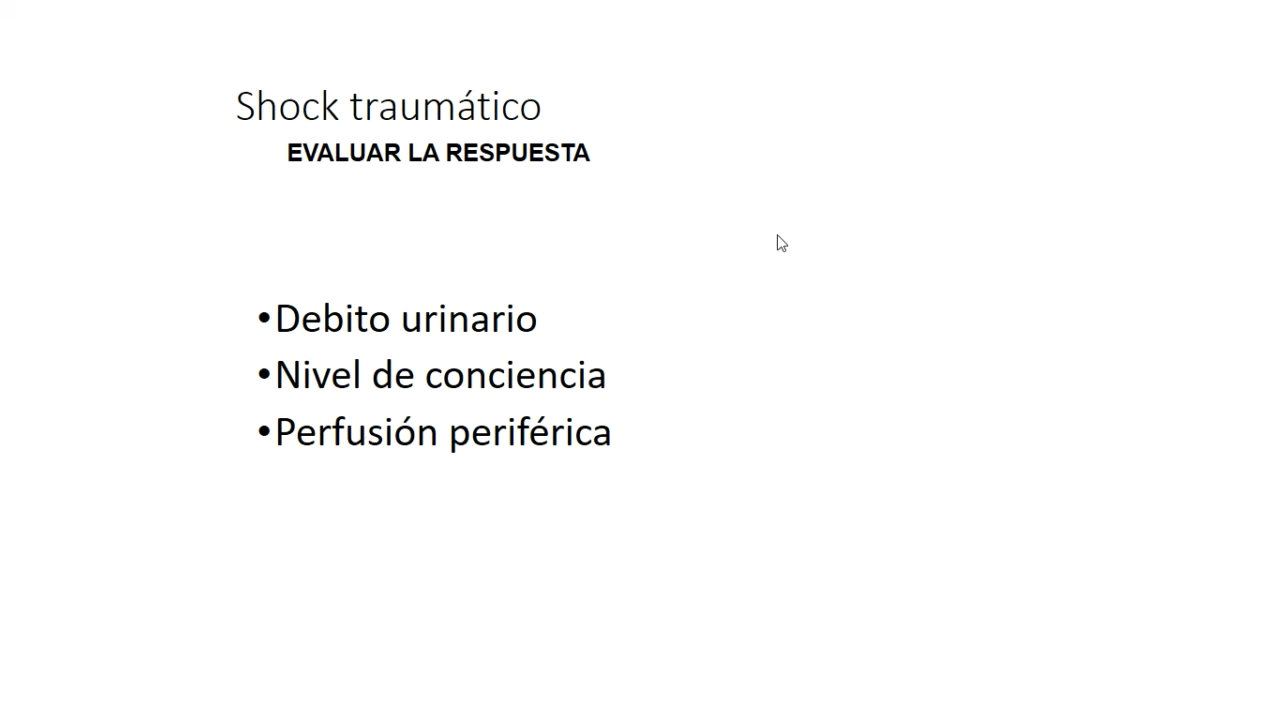 Shock traumático
EVALUAR LA RESPUESTA
•Debito urinario
•Nivel de conciencia
•Perfusión periférica